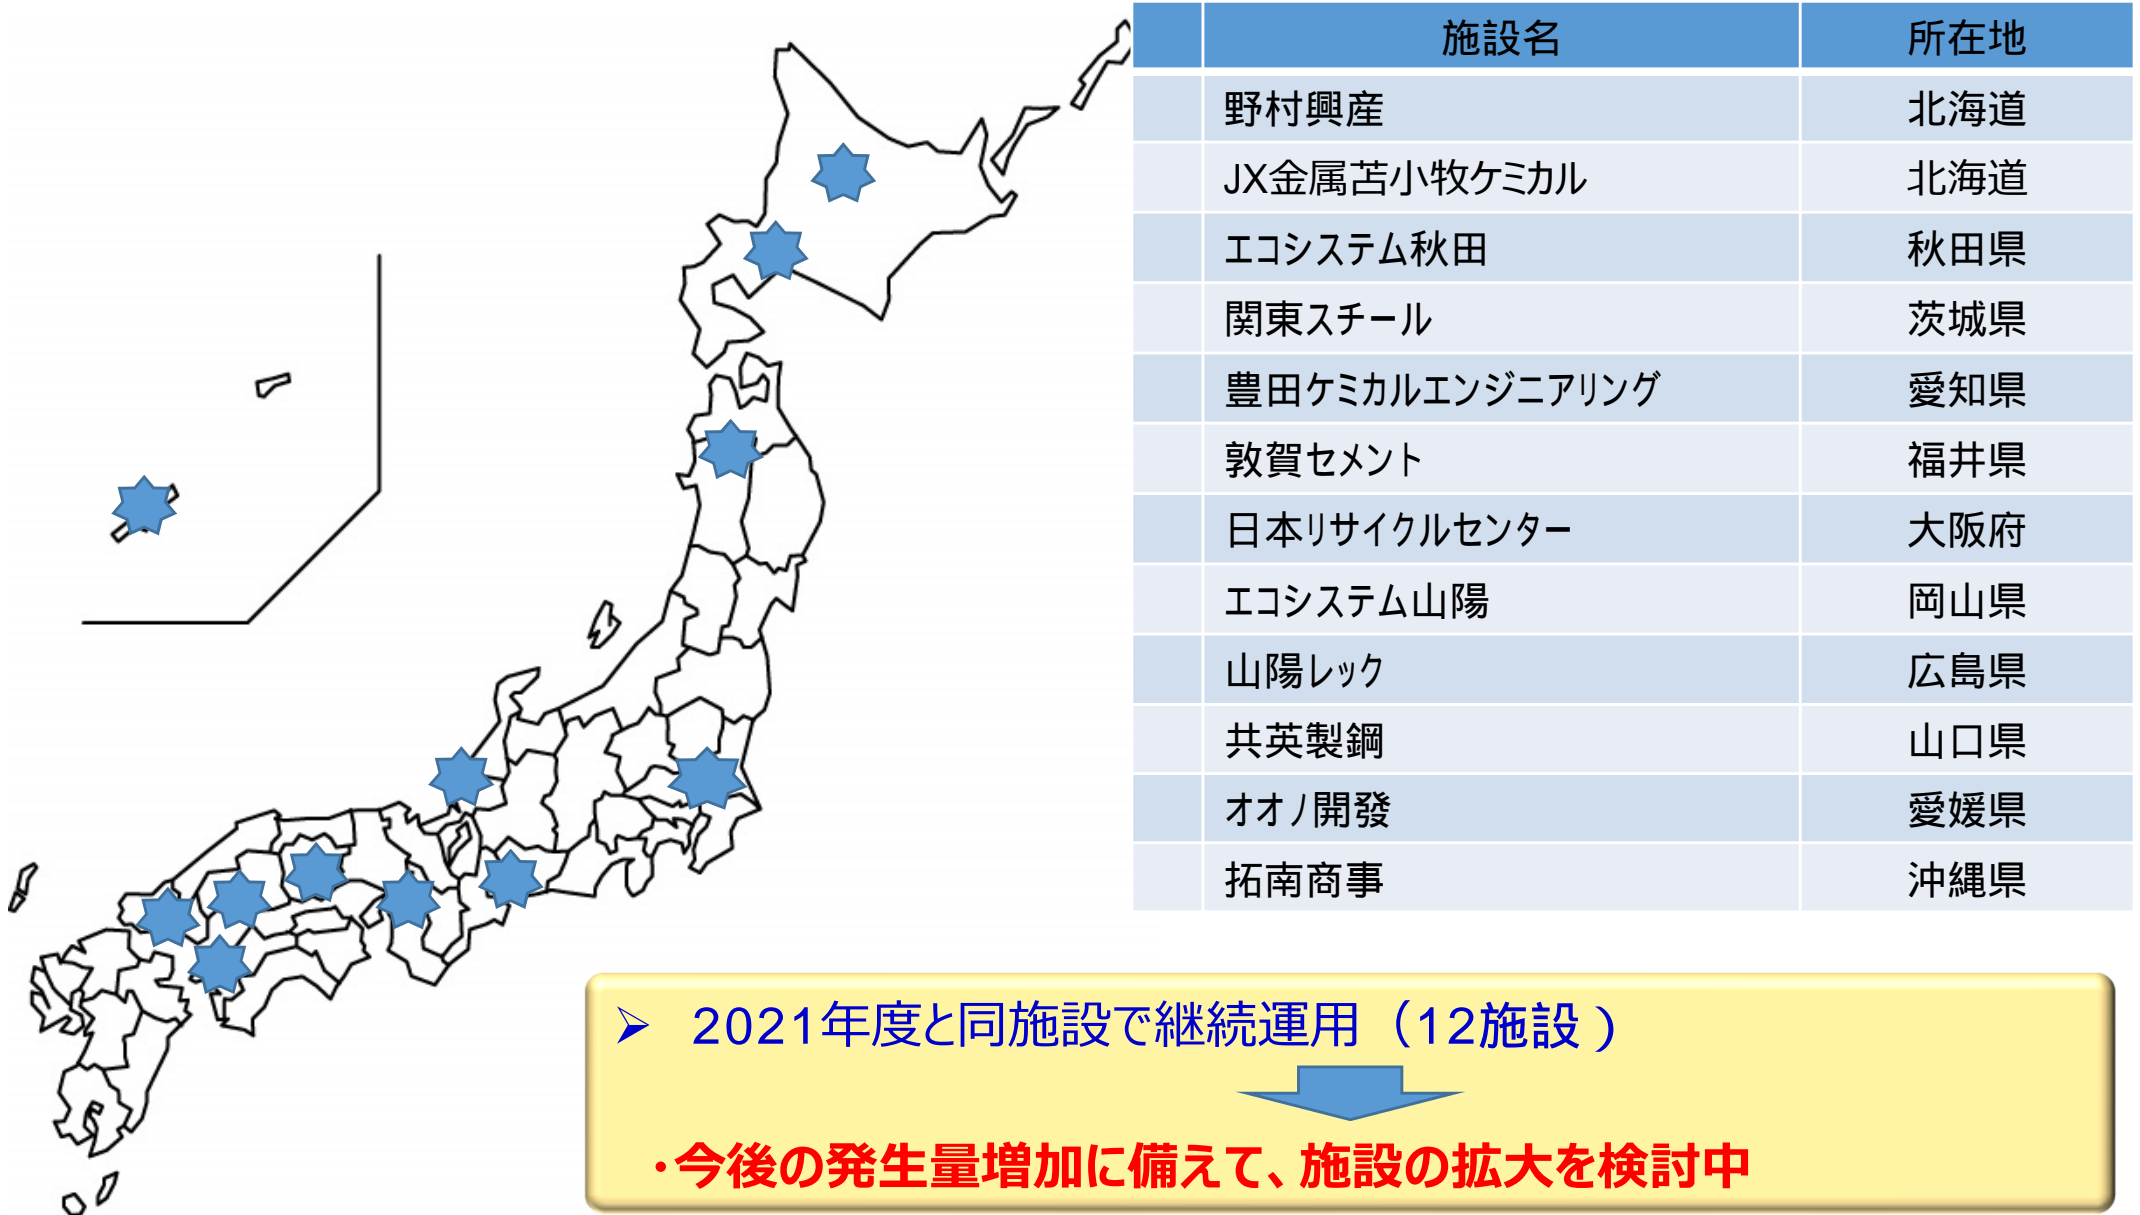 施設名 所在地
野村興産 北海道
JX金属苫小牧ケミカル 北海道
エコシステム秋田 秋田県
関東スチール 茨城県
豊田ケミカルエンジニアリング 愛知県
敦賀セメント 福井県
日本リサイクルセンター 大阪府
エコシステム山陽 岡山県
山陽レック 広島県
共英製鋼 山口県
オオノ開發 愛媛県
拓南商事 沖縄県
➢ 2021年度と同施設で継続運用（12施設）
・今後の発生量増加に備えて、施設の拡大を検討中